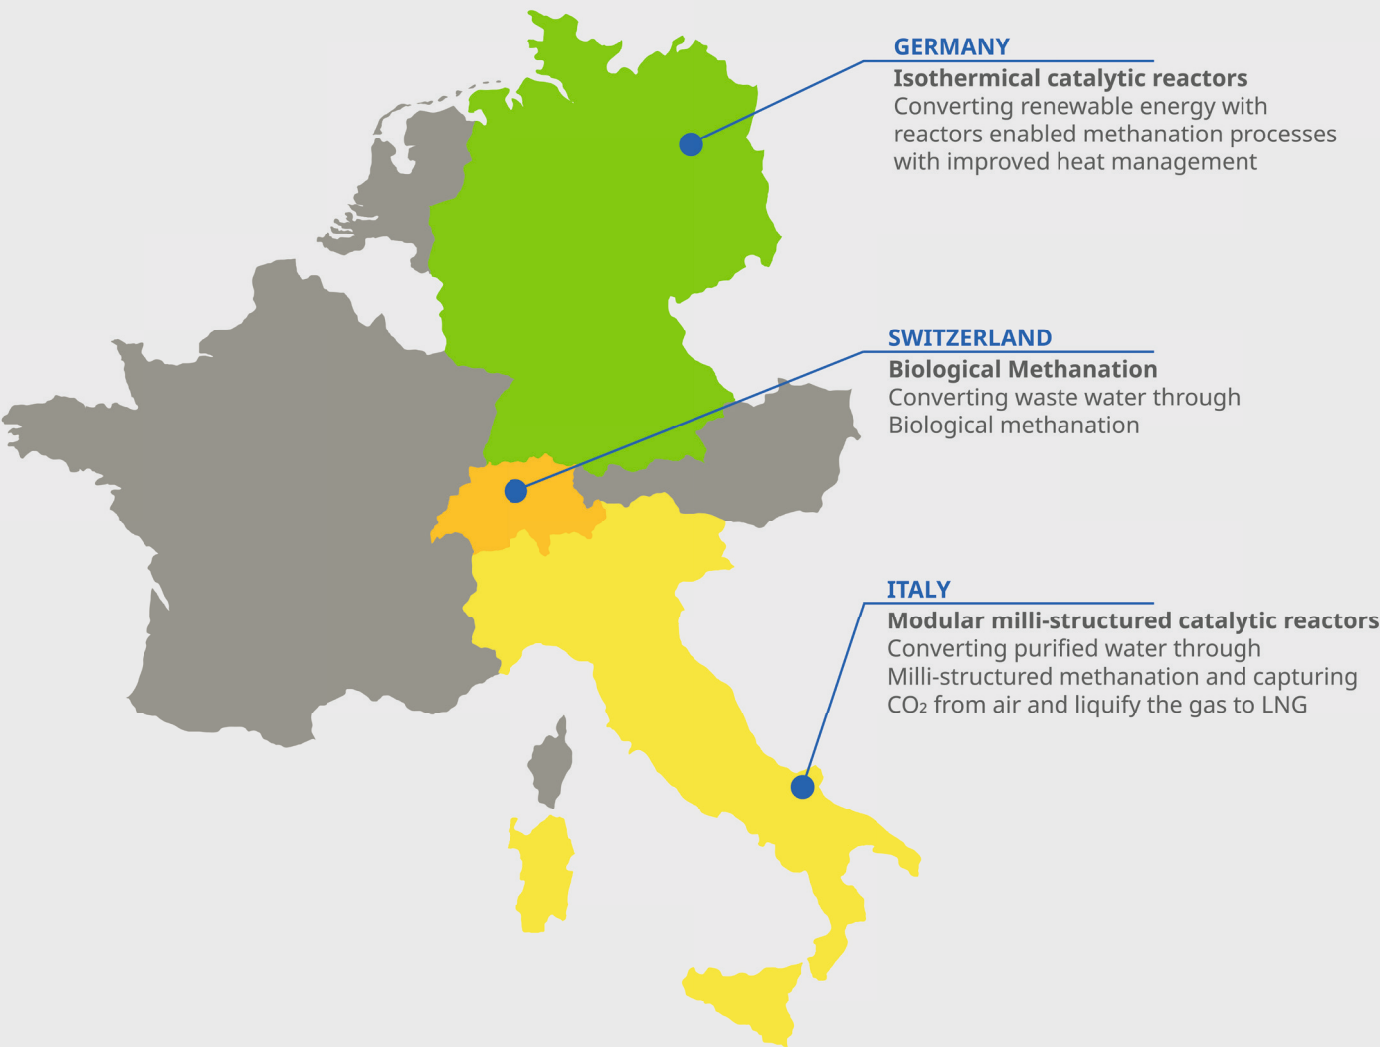 GERMANY
Isothermical catalytic reactors
Converting renewable energy with
reactors enabled methanation processes
with improved heat management
SWITZERLAND
Biological Methanation
Converting waste water through
Biological methanation
ITALY
Modular milli-structured catalytic reactors
Converting purified water through
Milli-structured methanation and capturing
CO₂ from air and liquify the gas to LNG